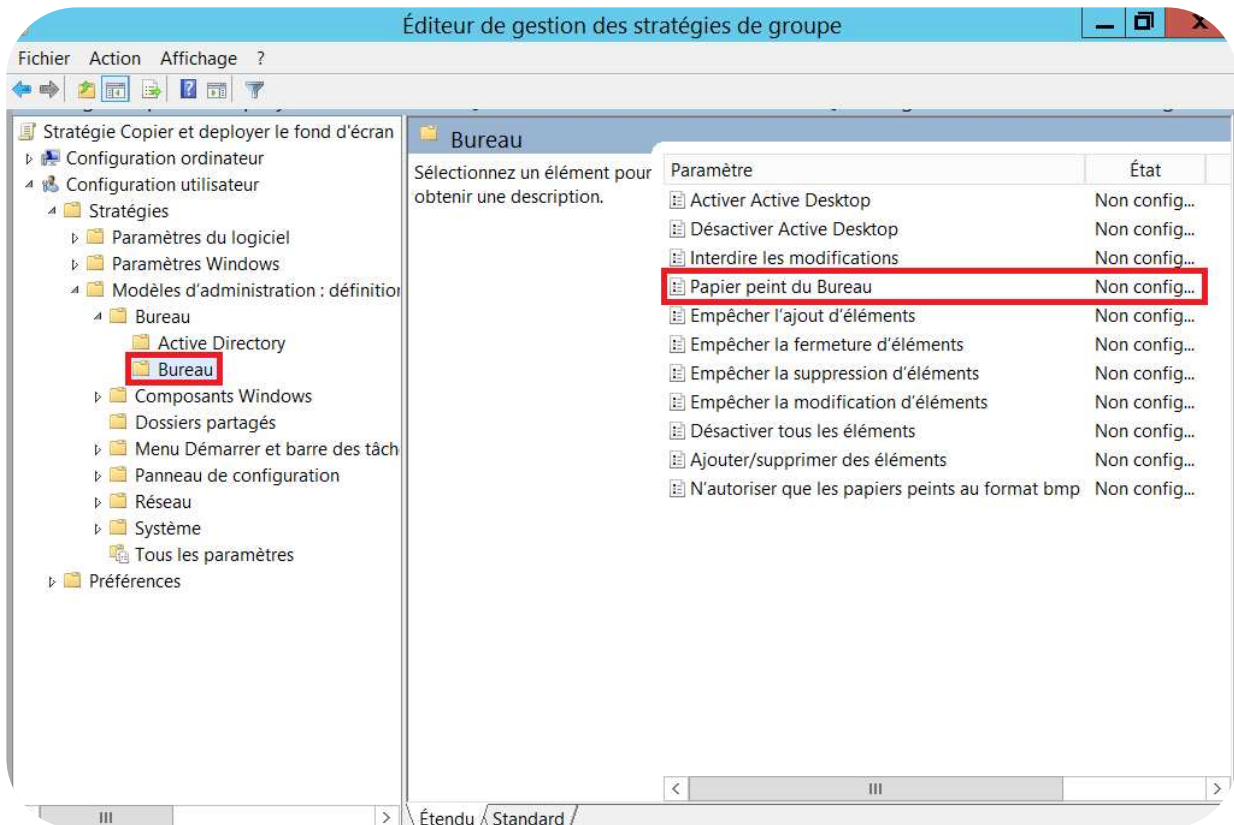 Éditeur de gestion des stratégies de groupe
Fichier Action Affichage ?
Stratégie Copier et deployer le fond d'écran
Configuration ordinateur
Configuration utilisateur
Stratégies
Paramètres du logiciel
Paramètres Windows
Modèles d'administration : définition
Bureau
Active Directory
Bureau
Composants Windows
Dossiers partagés
Menu Démarrer et barre des tâch
Panneau de configuration
Réseau
Système
Tous les paramètres
Préférences
Bureau
Sélectionnez un élément pour
obtenir une description.
Paramètre État
Activer Active Desktop Non config...
Désactiver Active Desktop Non config...
Interdire les modifications Non config...
Papier peint du Bureau Non config...
Empêcher l'ajout d'éléments Non config...
Empêcher la fermeture d'éléments Non config...
Empêcher la suppression d'éléments Non config...
Empêcher la modification d'éléments Non config...
Désactiver tous les éléments Non config...
Ajouter/supprimer des éléments Non config...
N'autoriser que les papiers peints au format bmp Non config...
Étendu Standard